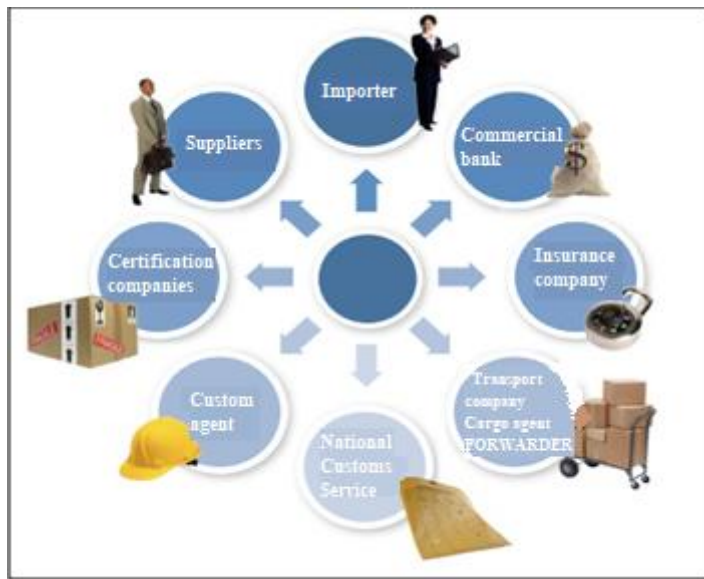 Importer
Commercial
bank
Insurance
company
Transport
company
Cargo agent
FORWARDER
National
Customs
Service
Custom
agent
Certification
companies
Suppliers